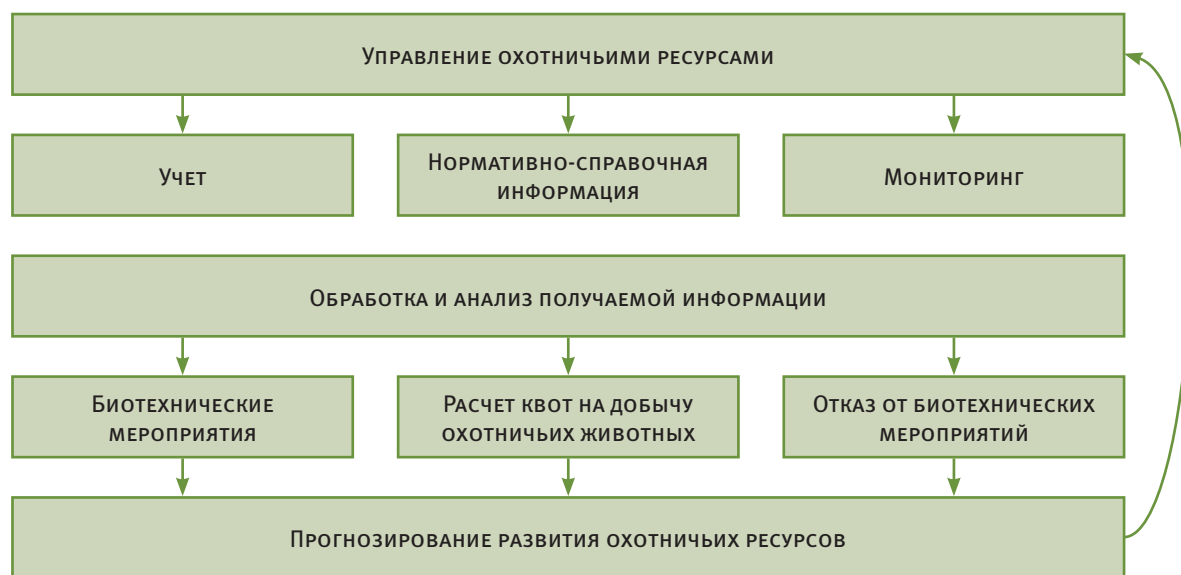 Управление охотничьими ресурсами
Учет
Нормативно-справочная
информация
Мониторинг
Обработка и анализ получаемой информации
Биотехнические
мероприятия
Расчет квот на добычу
охотничьих животных
Отказ от биотехнических
мероприятий
Прогнозирование развития охотничьих ресурсов